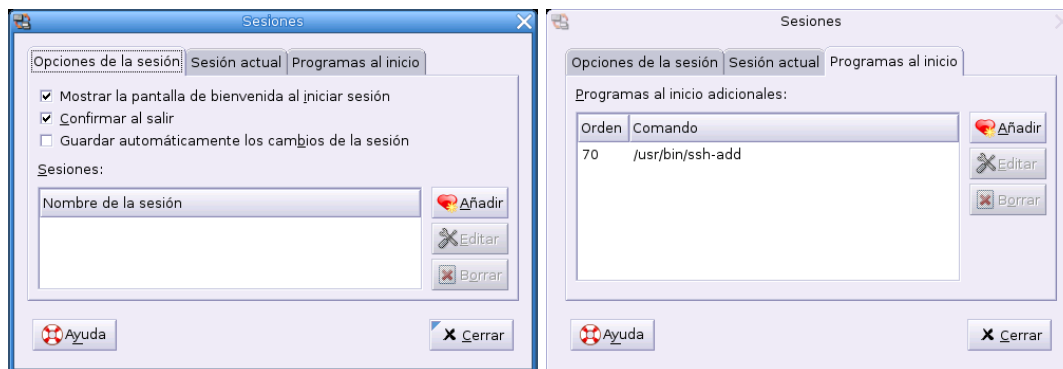 Sesiones
Opciones de la sesión Sesión actual Programas al inicio
Mostrar la pantalla de bienvenida al iniciar sesión
Confirmar al salir
Guardar automáticamente los cambios de la sesión
Sesiones:
Nombre de la sesión
Añadir
Editar
Borrar
Ayuda
Cerrar
Sesiones
Opciones de la sesión Sesión actual Programas al inicio
Programas al inicio adicionales:
Orden Comando
70 /usr/bin/ssh-add
Añadir
Editar
Borrar
Ayuda
Cerrar